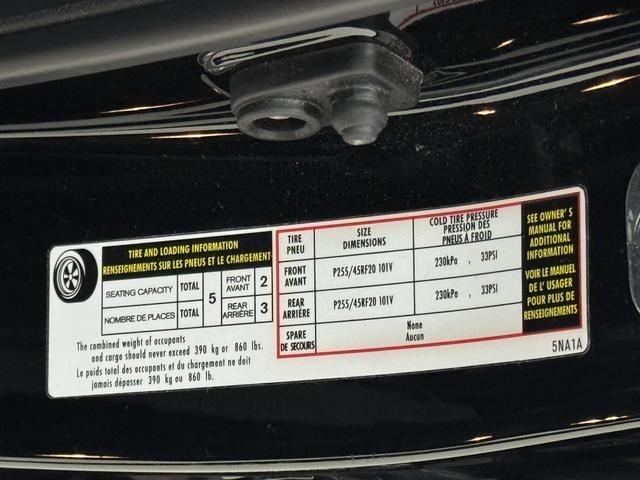 TIRE AND LOADING INFORMATION
RENSEIGNEMENTS SUR LES PNEUS ET LE CHARGEMENT
SEATING CAPACITY TOTAL 5 FRONT AVANT 2
NOMBRE DE PLACES TOTAL REAR ARRIÈRE 3
The combined weight of occupants
and cargo should never exceed 390 kg or 860 lbs.
Le poids total des occupants et du chargement ne doit
jamais dépasser 390 kg ou 860 lb.
TIRE PNEU SIZE DIMENSIONS COLD TIRE PRESSURE PRESSION DES PNEUS À FROID
FRONT AVANT P255/45RF20 101V 230kPa , 33PSI
REAR ARRIÈRE P255/45RF20 101V 230kPa , 33PSI
SPARE DE SECOURS None Aucun
SEE OWNER'S
MANUAL FOR
ADDITIONAL
INFORMATION
VOIR LE MANUEL
DE L' USAGER
POUR PLUS DE
RENSEIGNEMENTS
5NA1A